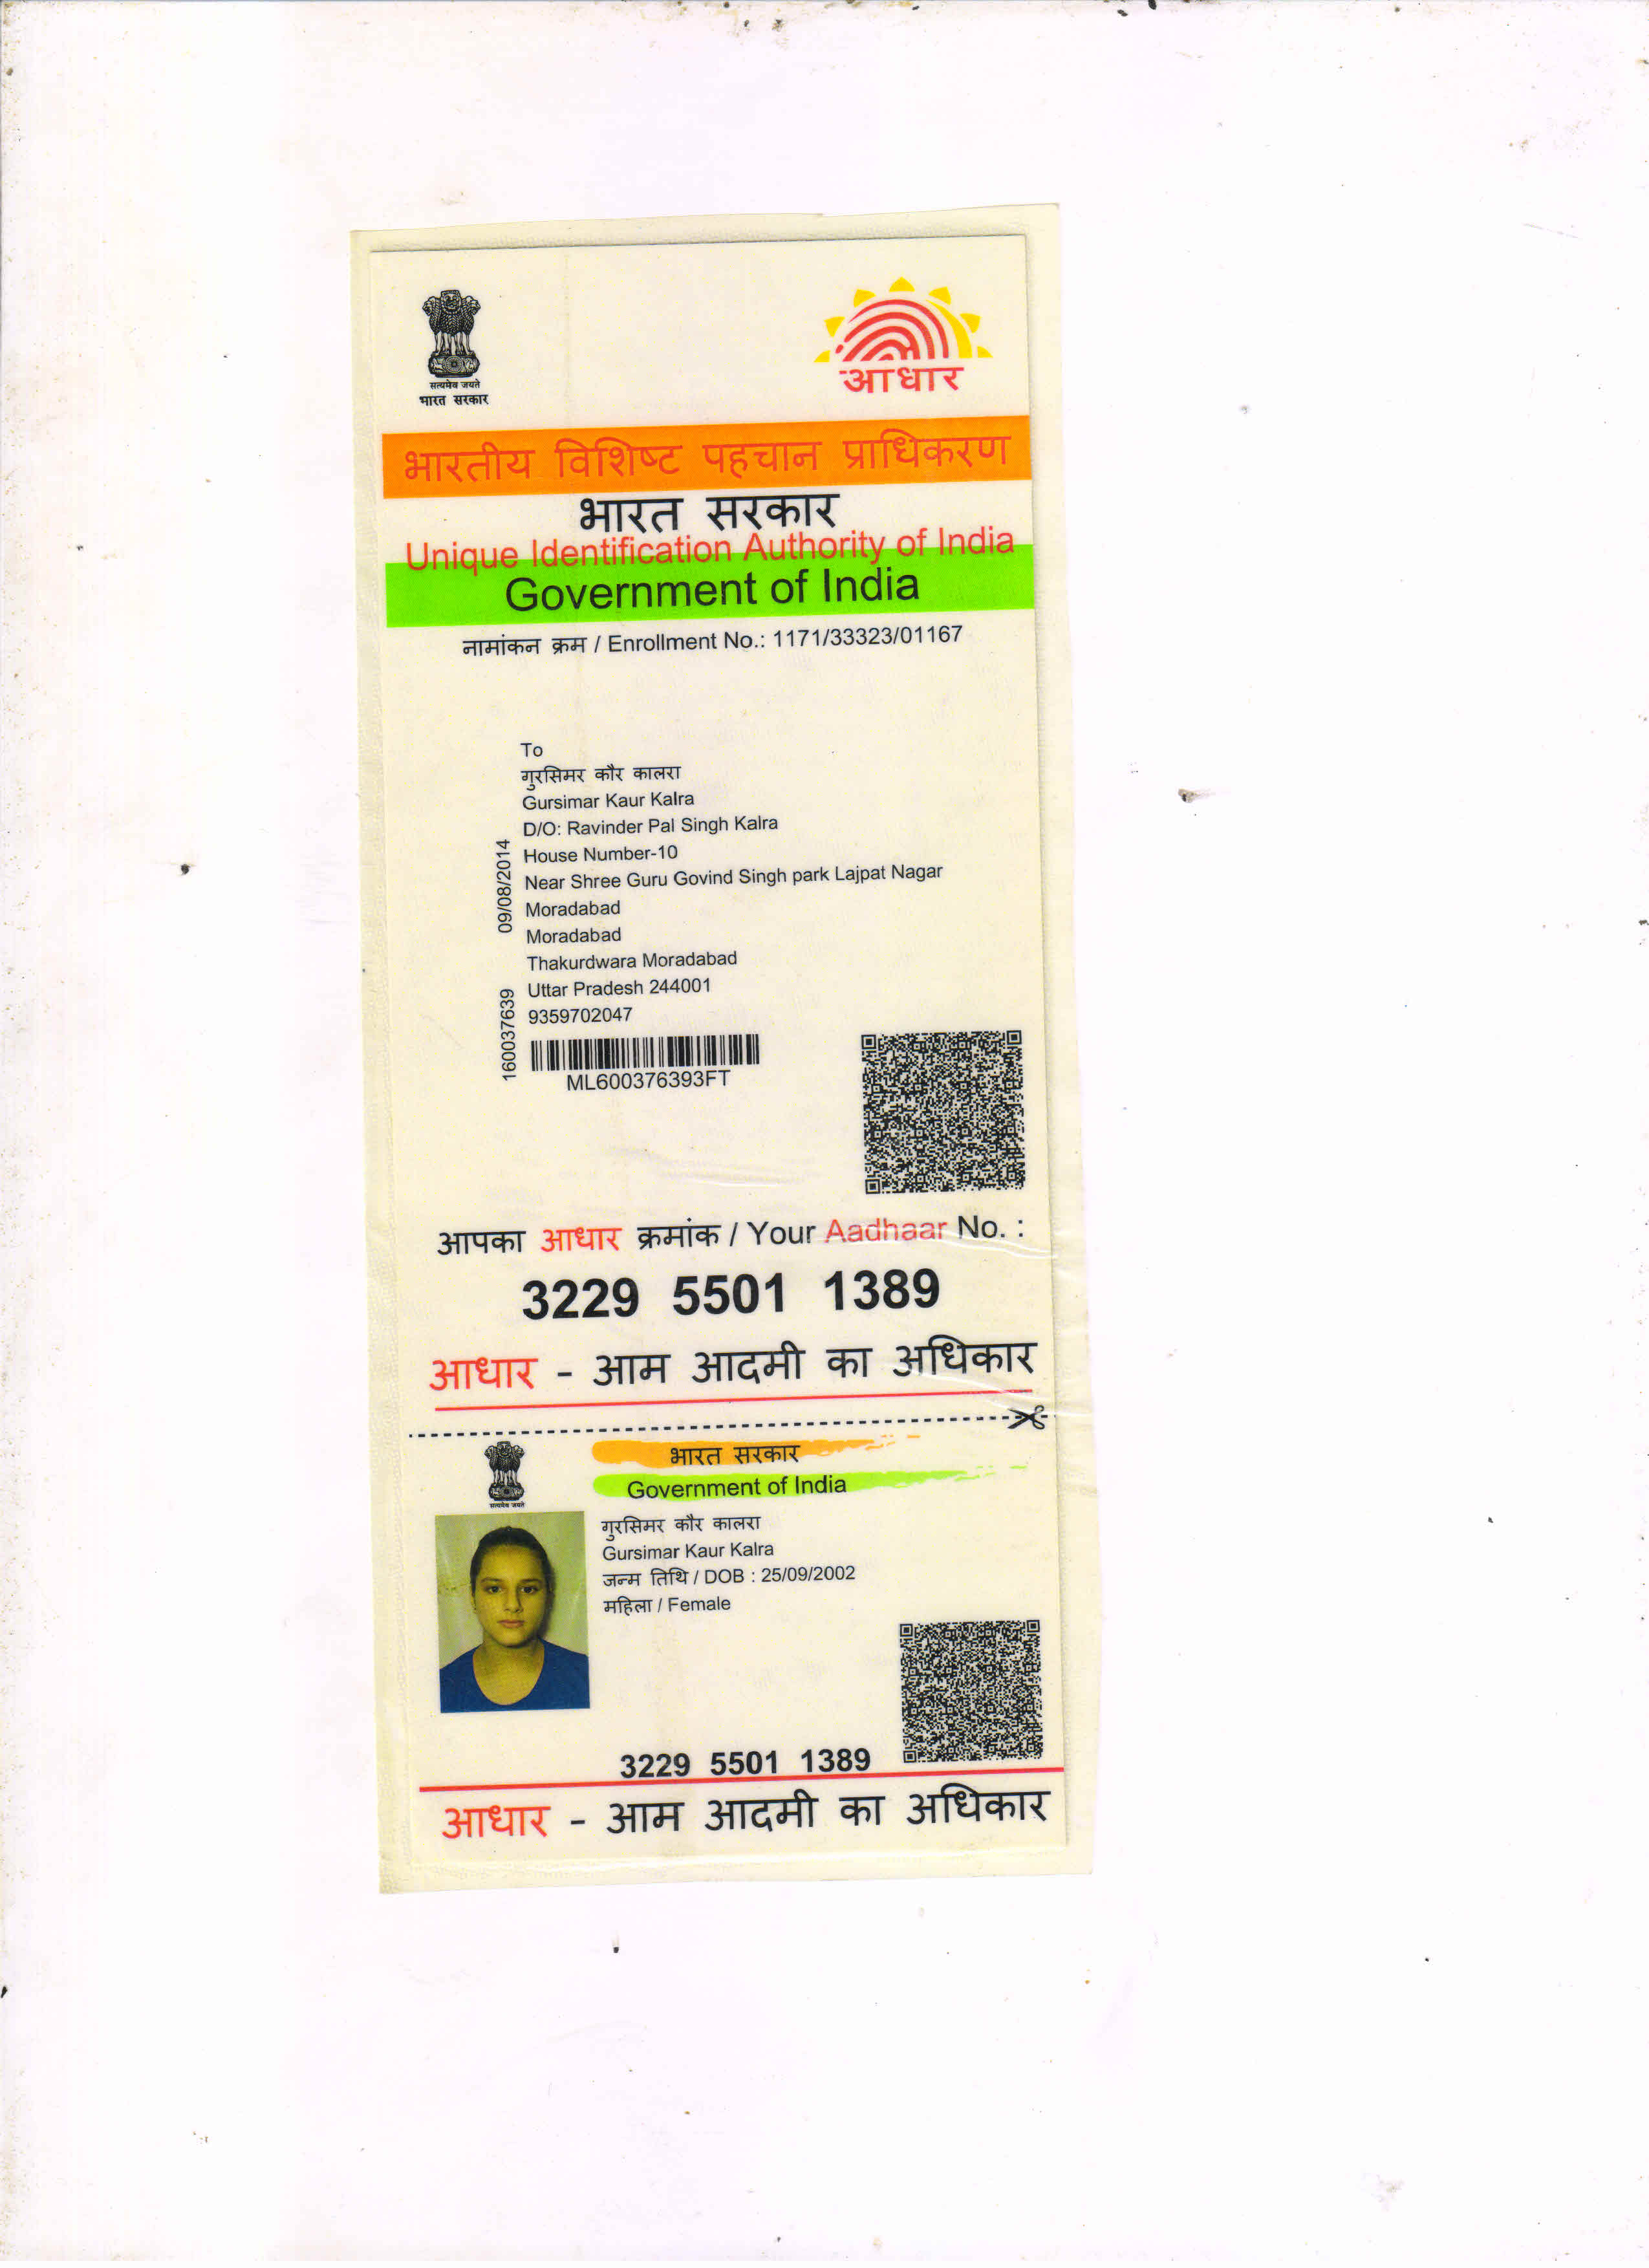 सत्यमेव जयते
भारत सरकार
आधार
भारतीय विशिष्ट पहचान प्राधिकरण
भारत सरकार
Unique Identification Authority of India
Government of India
नामांकन क्रम / Enrollment No.: 1171/33323/01167
To
गुरसिमर कौर कालरा
Gursimar Kaur Kalra
D/O: Ravinder Pal Singh Kalra
House Number-10
Near Shree Guru Govind Singh park Lajpat Nagar
Moradabad
Moradabad
Thakurdwara Moradabad
Uttar Pradesh 244001
9359702047
09/08/2014
160037639
ML600376393FT
आपका आधार क्रमांक / Your Aadhaar No. :
3229 5501 1389
आधार - आम आदमी का अधिकार
सत्यमेव जयते
भारत सरकार
Government of India
गुरसिमर कौर कालरा
Gursimar Kaur Kalra
जन्म तिथि / DOB : 25/09/2002
महिला / Female
3229 5501 1389
आधार - आम आदमी का अधिकार